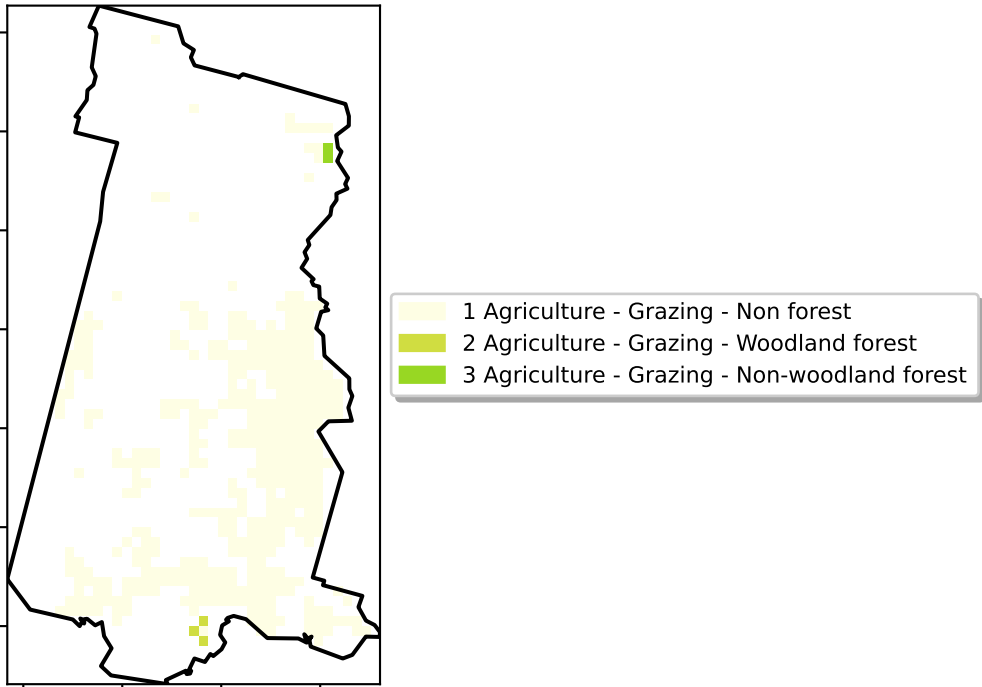 1 Agriculture - Grazing - Non forest
2 Agriculture - Grazing - Woodland forest
3 Agriculture - Grazing - Non-woodland forest